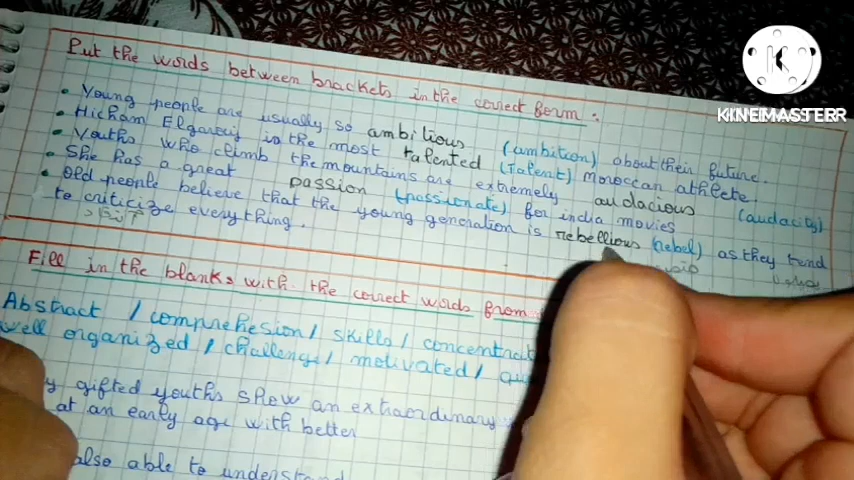 KINEMASTER
Put the words between brackets in the correct form :
• Young people are usually so ambitious (ambition) about their future.
• Hicham Elgarouj is the most talented (Talent) moroccan athlete.
• Youths who climb the mountains are extremely audacious (audacity)
• She has a great passion (passionate) for india movies
• Old people believe that the young generation is rebellious (rebel) as they tend
to criticize everything.
Fill in the blanks with the correct words from
Abstract / comprehesion / skills / concentrat
well organized / challenge / motivated /
gifted youths shew an extraordinary
at an early age with better
also able to understand